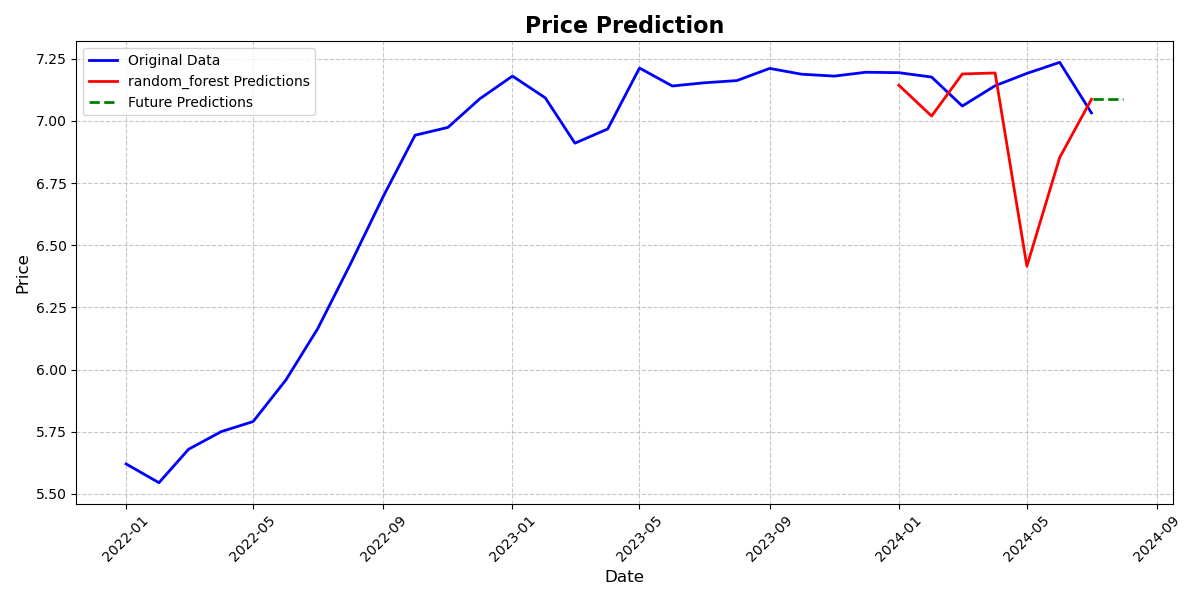 Price Prediction
Original Data
random_forest Predictions
Future Predictions
Price
7.25
7.00
6.75
6.50
6.25
6.00
5.75
5.50
2022-01
2022-05
2022-09
2023-01
2023-05
2023-09
2024-01
2024-05
2024-09
Date